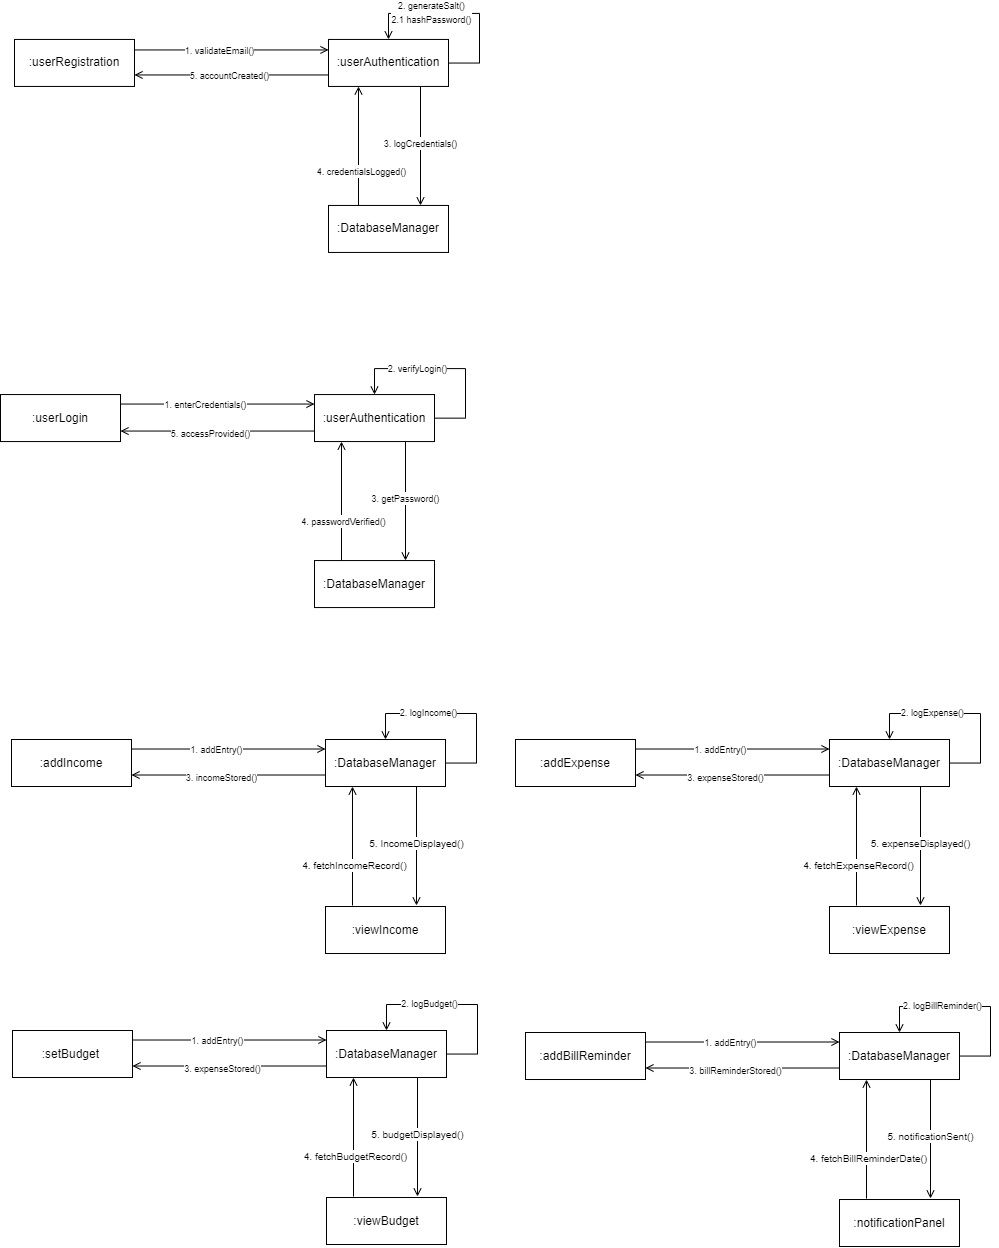 2. generateSalt()
2.1 hashPassword()
:userRegistration
1. validateEmail()
:userAuthentication
5. accountCreated()
3. logCredentials()
4. credentialsLogged()
:DatabaseManager
2. verifyLogin()
:userLogin
1. enterCredentials()
:userAuthentication
5. accessProvided()
3. getPassword()
4. passwordVerified()
:DatabaseManager
2. logIncome()
:addIncome
1. addEntry()
:DatabaseManager
3. incomeStored()
5. IncomeDisplayed()
4. fetchIncomeRecord()
:viewIncome
2. logExpense()
:addExpense
1. addEntry()
:DatabaseManager
3. expenseStored()
5. expenseDisplayed()
4. fetchExpenseRecord()
:viewExpense
2. logBudget()
:setBudget
1. addEntry()
:DatabaseManager
3. expenseStored()
5. budgetDisplayed()
4. fetchBudgetRecord()
:viewBudget
2. logBillReminder()
:addBillReminder
1. addEntry()
:DatabaseManager
3. billReminderStored()
5. notificationSent()
4. fetchBillReminderDate()
:notificationPanel